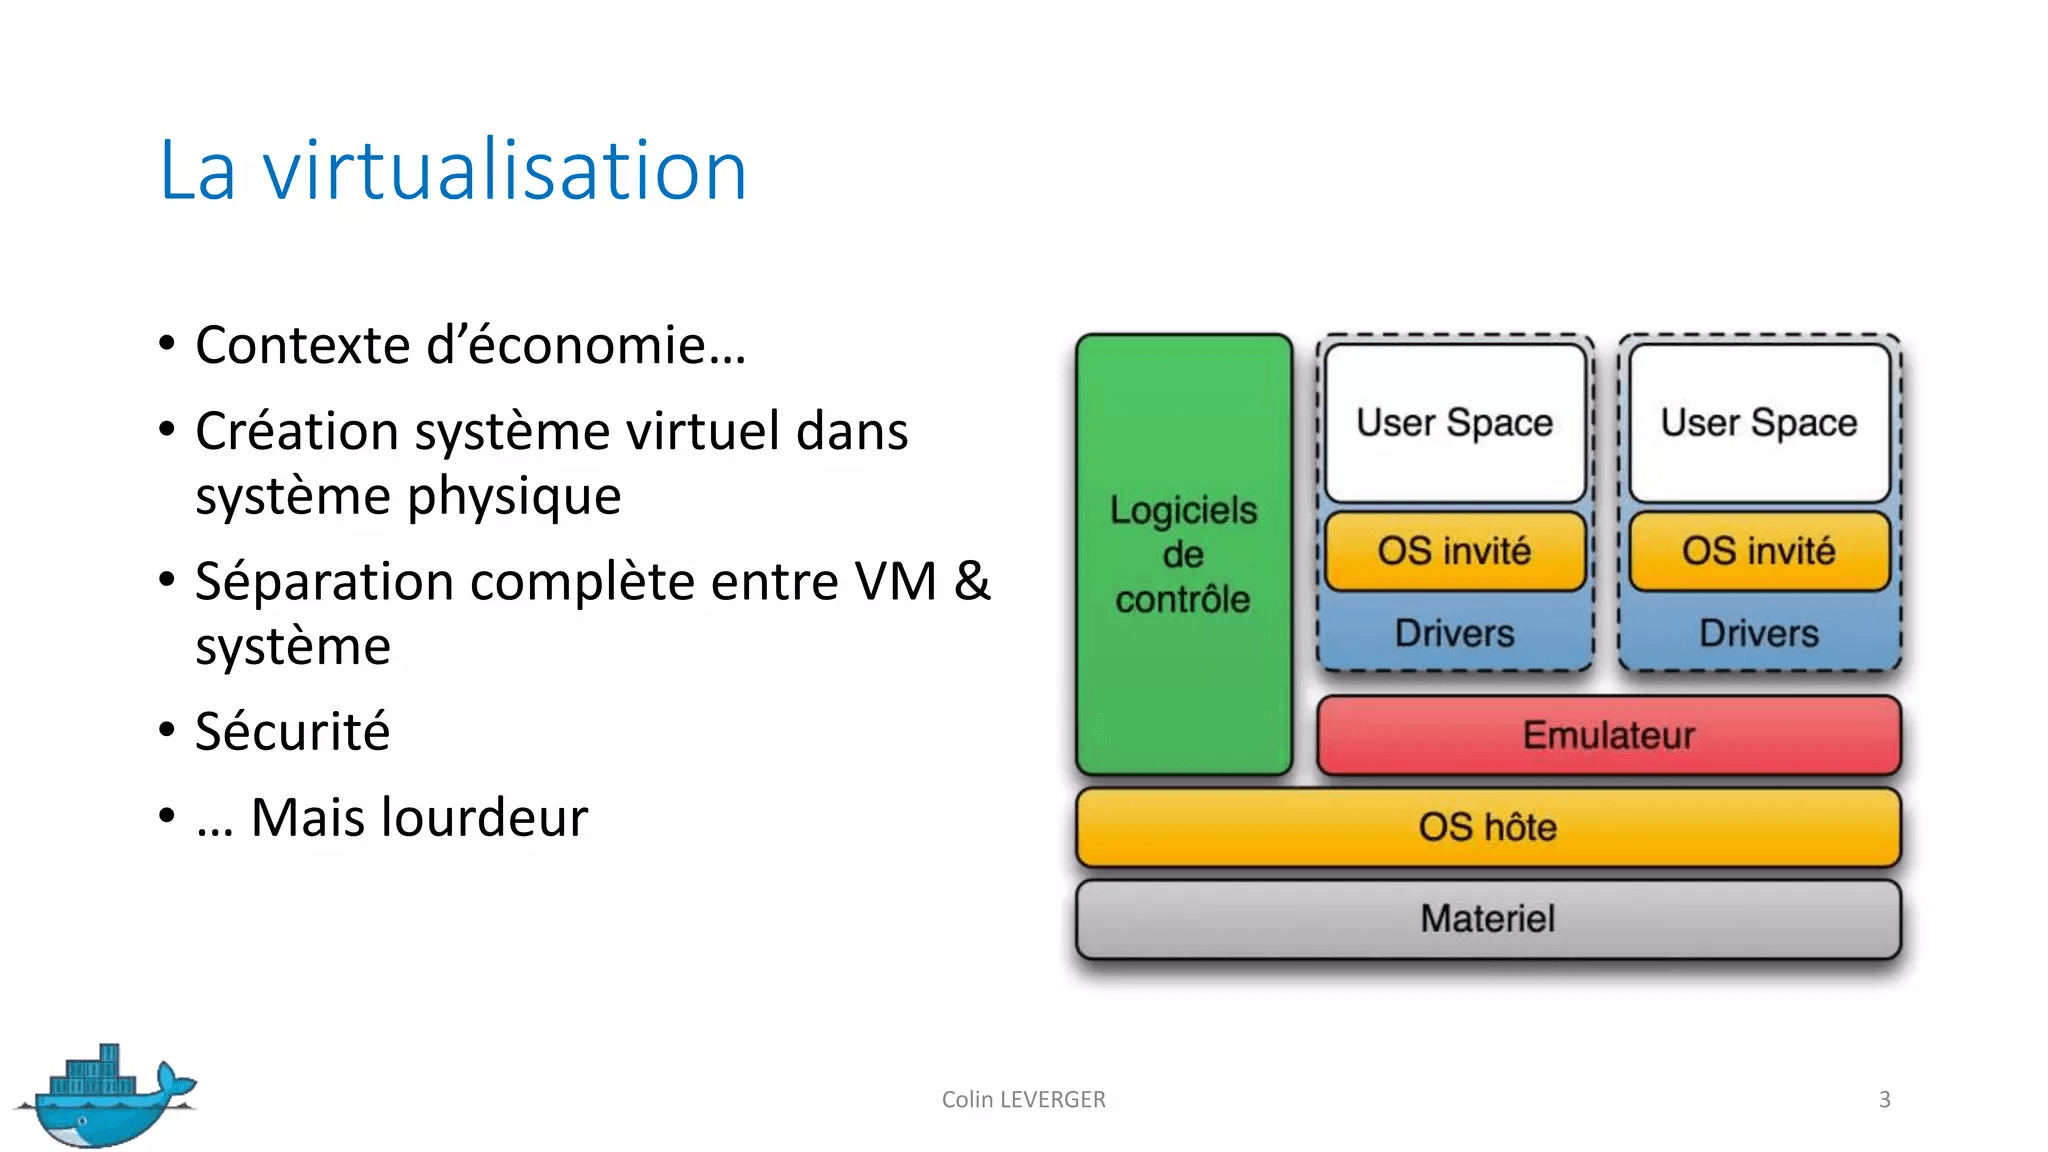 La virtualisation
• Contexte d’économie…
• Création système virtuel dans
système physique
• Séparation complète entre VM &
système
• Sécurité
• … Mais lourdeur
Logiciels
de
contrôle
User Space
OS invité
Drivers
User Space
OS invité
Drivers
Emulateur
OS hôte
Materiel
Colin LEVERGER
3